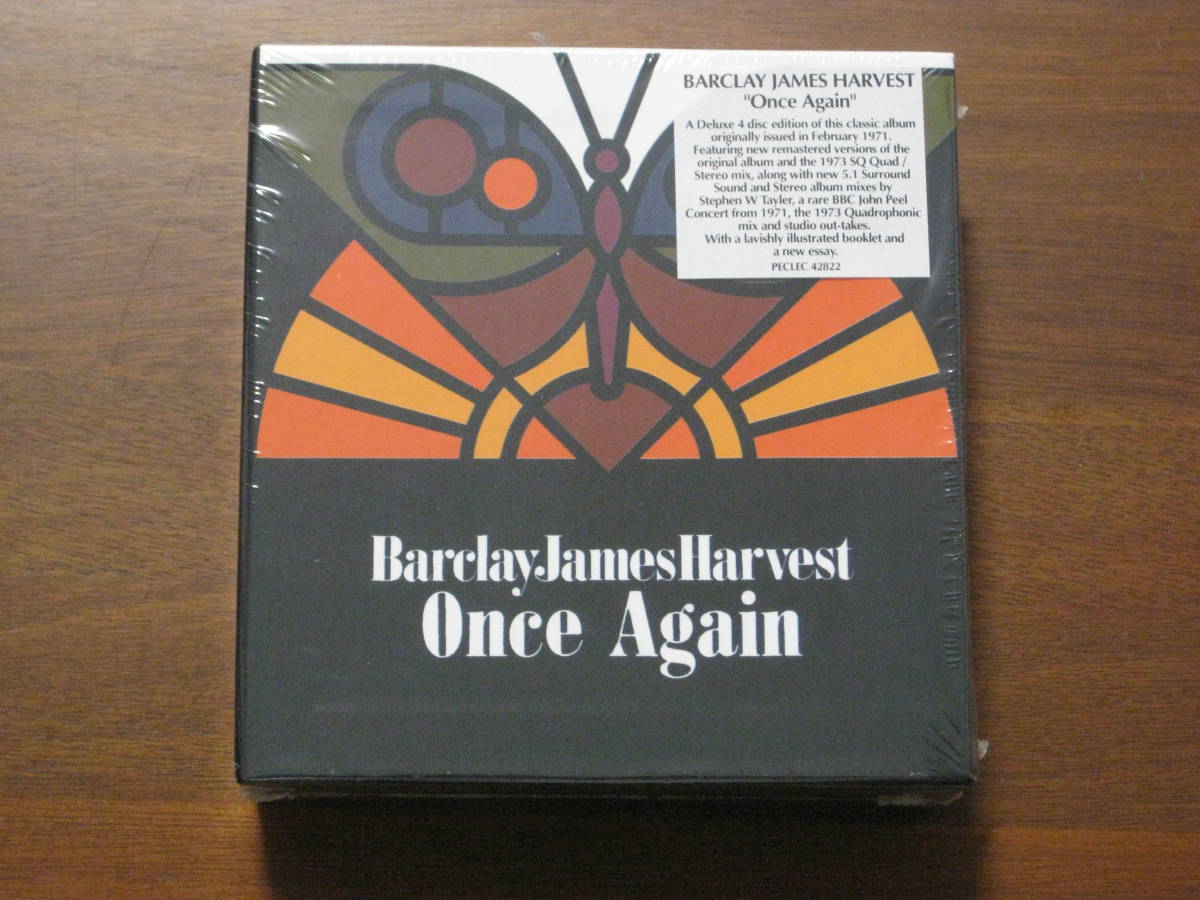 BARCLAY JAMES HARVEST
"Once Again"
A Deluxe 4 disc edition of this classic album
originally issued in February 1971.
Featuring new remastered versions of the
original album and the 1973 SQ Quad /
Stereo mix, along with new 5.1 Surround
Sound and Stereo album mixes by
Stephen W Tayler, a rare BBC John Peel
Concert from 1971, the 1973 Quadrophonic
mix and studio out-takes.
With a lavishly illustrated booklet and
a new essay.
PECLEC 42822
BarclayJamesHarvest
Once Again